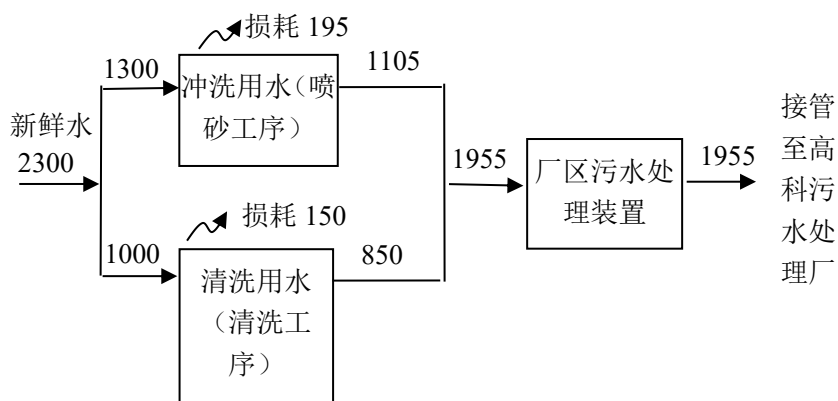 损耗 195
1300
1105
冲洗用水（喷
砂工序）
新鲜水
2300
损耗 150
1000
850
清洗用水
（清洗工
序）
1955
厂区污水处
理装置
1955
接管
至高
科污
水处
理厂